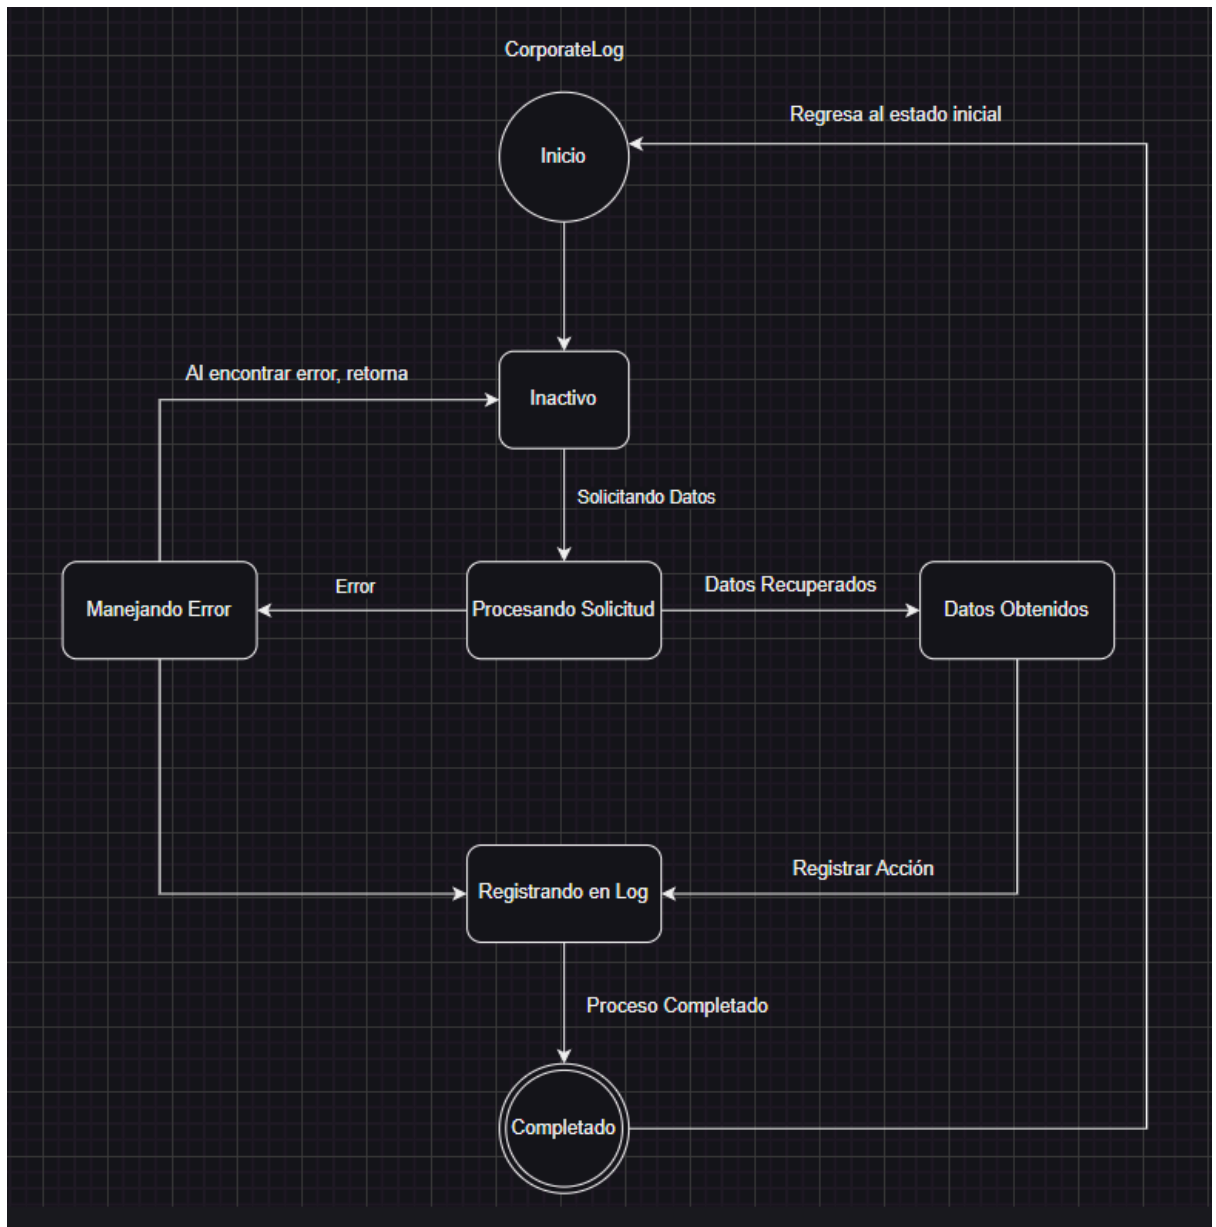 CorporateLog
Regresa al estado inicial
Inicio
Al encontrar error, retorna
Inactivo
Solicitando Datos
Error
Datos Recuperados
Manejando Error
Procesando Solicitud
Datos Obtenidos
Registrar Acción
Registrando en Log
Proceso Completado
Completado